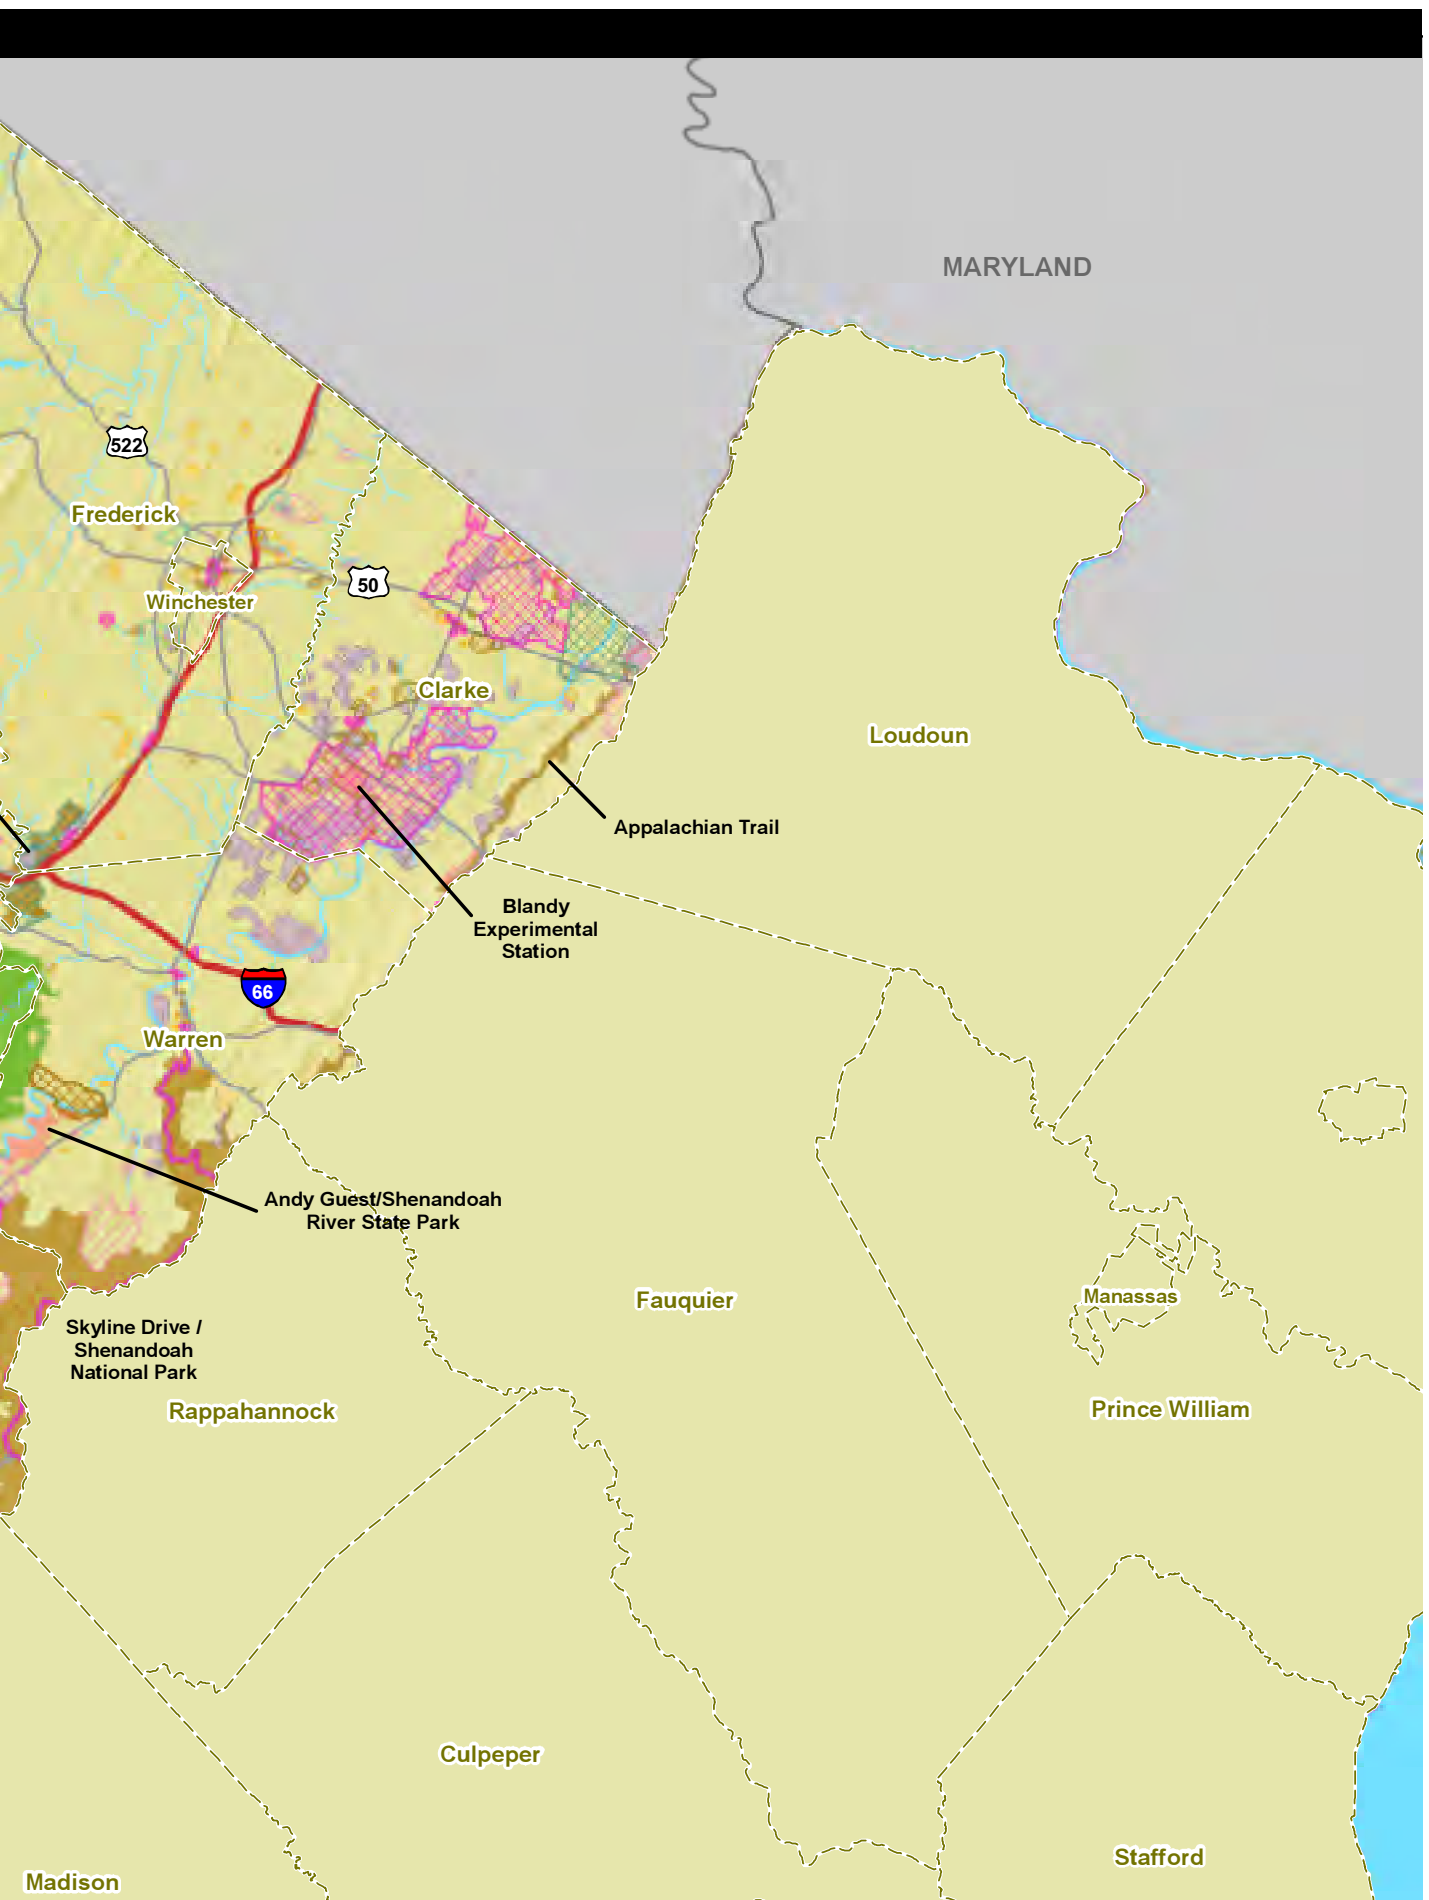 MARYLAND
522
Frederick
50
Winchester
Clarke
Loudoun
Appalachian Trail
Blandy
Experimental
Station
66
Warren
Andy Guest/Shenandoah
River State Park
Fauquier
Manassas
Skyline Drive /
Shenandoah
National Park
Rappahannock
Prince William
Culpeper
Stafford
Madison